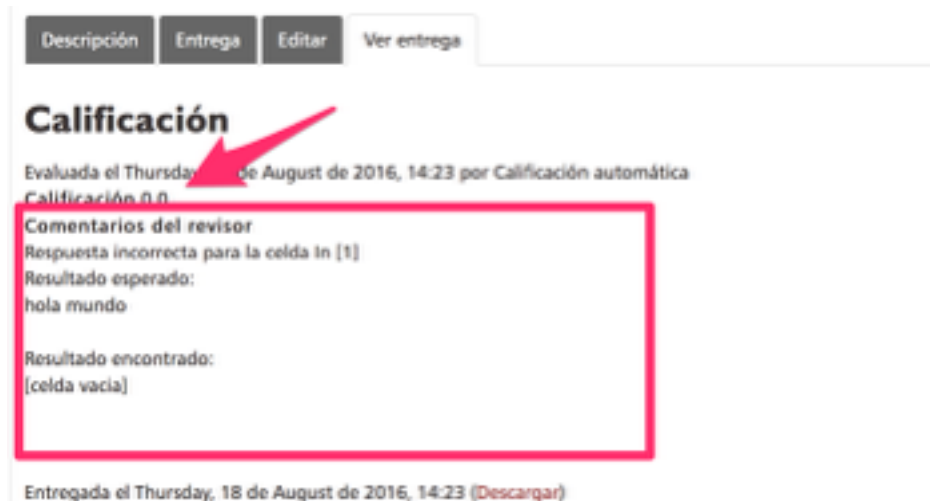 Descripción Entrega Editar Ver entrega
Calificación
Evaluada el Thursday, de August de 2016, 14:23 por Calificación automática
Calificación 0.0
Comentarios del revisor
Respuesta incorrecta para la celda In [1]
Resultado esperado:
hola mundo
Resultado encontrado:
[celda vacia]
Entregada el Thursday, 18 de August de 2016, 14:23 (Descargar)